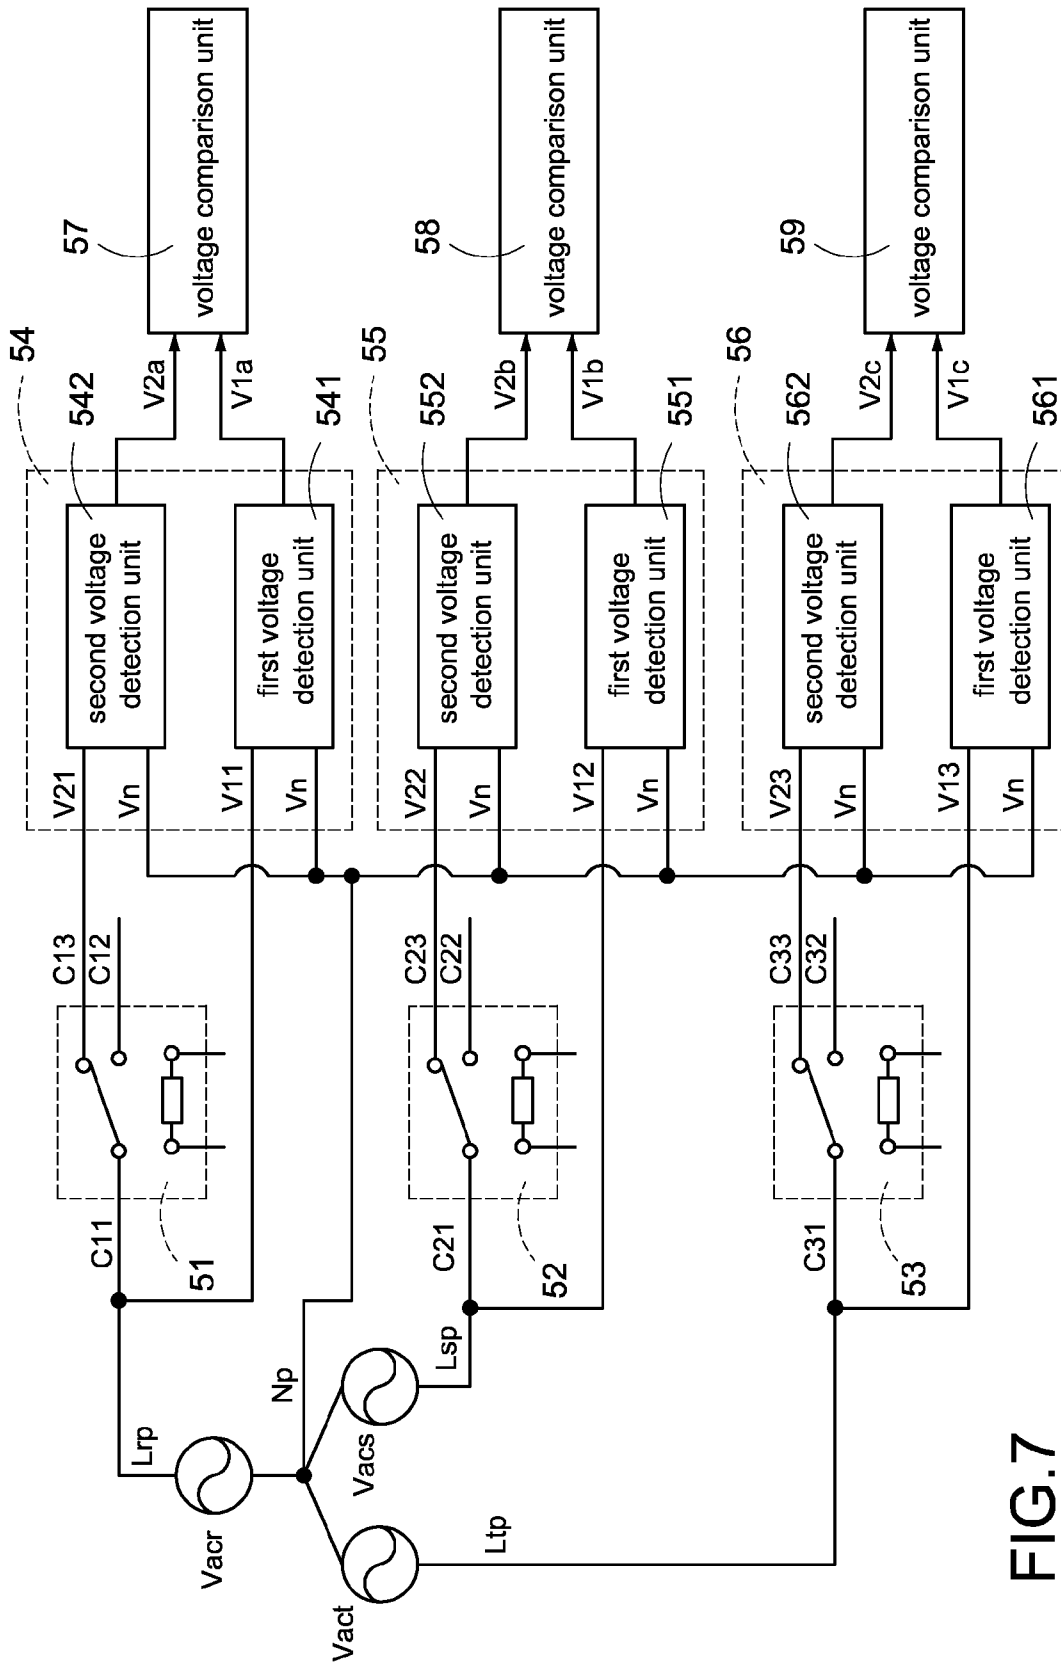 54
542
second voltage
detection unit
V21
Vn
V2a
57
voltage comparison unit
V1a
541
first voltage
detection unit
V11
Vn
C13
C12
C11
51
Lrp
Vacr
Np
Vacs
Lsp
Vact
Ltp
55
552
second voltage
detection unit
V22
Vn
V2b
58
voltage comparison unit
V1b
551
first voltage
detection unit
V12
Vn
C23
C22
C21
52
56
562
second voltage
detection unit
V23
Vn
V2c
59
voltage comparison unit
V1c
561
first voltage
detection unit
V13
Vn
C33
C32
C31
53
FIG.7